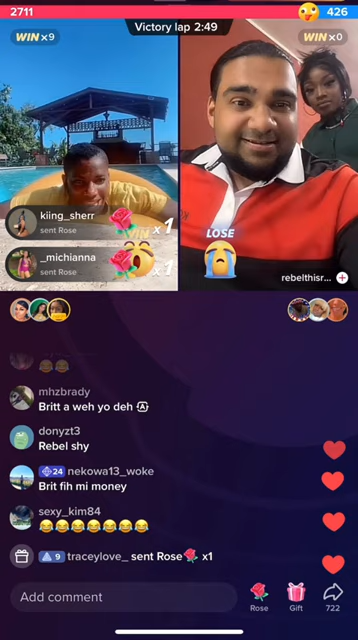 2711
426
Victory lap 2:49
WIN x9
WIN x0
kiing_sherr
sent Rose
x1
_michianna
sent Rose
WIN
x1
LOSE
rebelthisr...
mhzbrady
Britt a weh yo deh
donyzt3
Rebel shy
24 nekowa13_woke
Brit fih mi money
sexy_kim84
9 traceylove_ sent Rose x1
Add comment
Rose
Gift
722